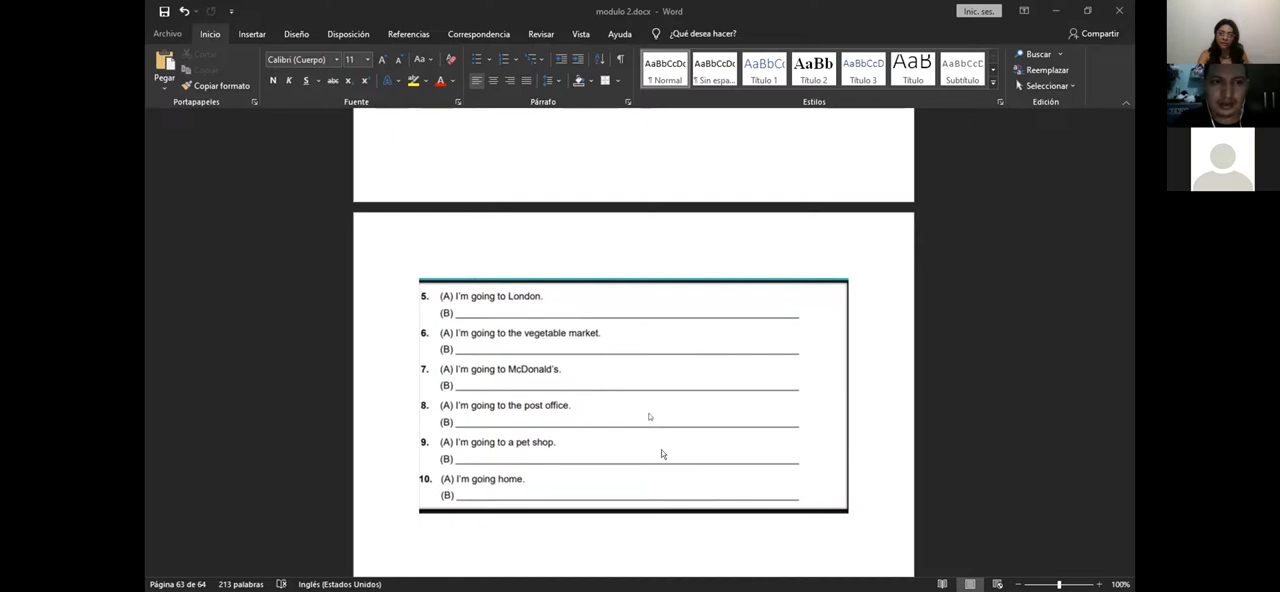 modulo 2.docx - Word
Inic. ses.
Archivo Inicio Insertar Diseño Disposición Referencias Correspondencia Revisar Vista Ayuda ¿Qué desea hacer? Compartir
Pegar
Cortar
Copiar
Copiar formato
Portapapeles
Calibri (Cuerpo) 11
N K S abc
Fuente
Párrafo
AaBbCcDc AaBbCcDc AaBbCc AaBb AaBbCcDc AaB AaBbCcD
¶ Normal ¶ Sin espa... Título 1 Título 2 Título 3 Título Subtítulo
Estilos
Buscar
Reemplazar
Seleccionar
Edición
5. (A) I'm going to London.
(B)
6. (A) I'm going to the vegetable market.
(B)
7. (A) I'm going to McDonald's.
(B)
8. (A) I'm going to the post office.
(B)
9. (A) I'm going to a pet shop.
(B)
10. (A) I'm going home.
(B)
Página 63 de 64 213 palabras Inglés (Estados Unidos) 100%